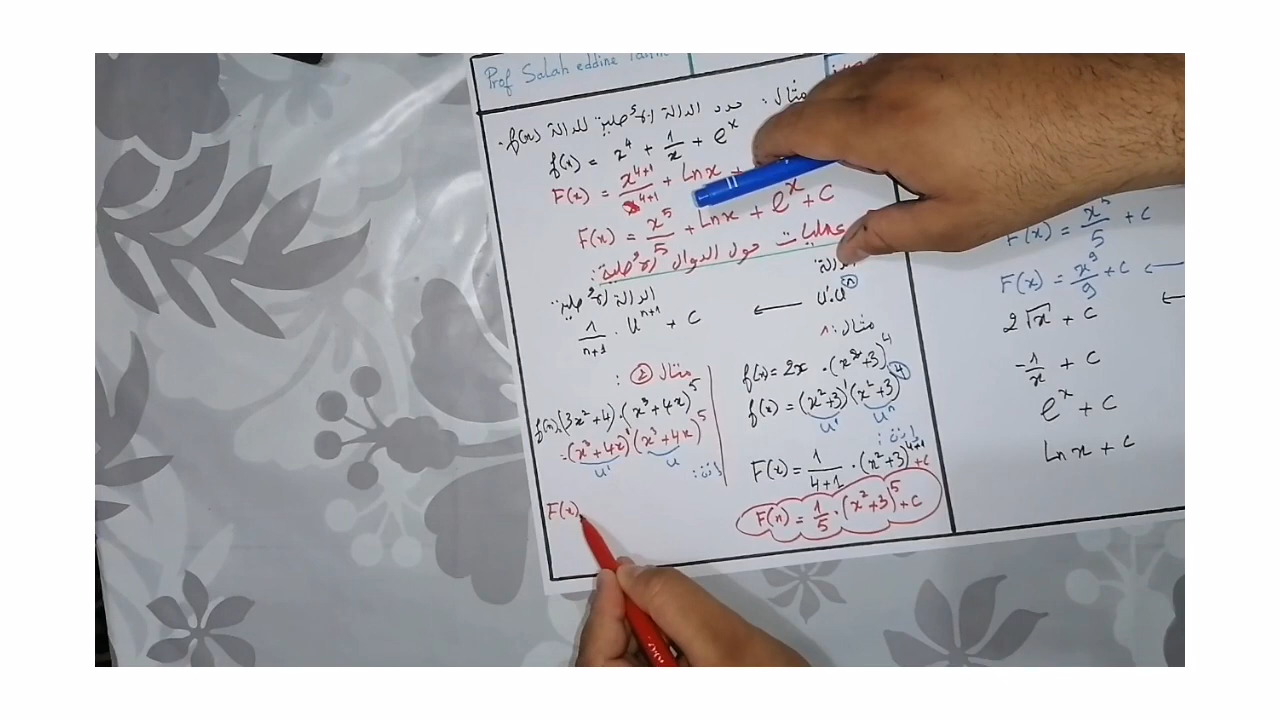 Prof Salah eddine
مثال: حدد الدالة الأصلية للدالة f(x).
f(x) = x⁴ + 1/x + eˣ
F(x) = x⁴⁺¹/4+1 + Ln x +
F(x) = x⁵/5 + Ln x + eˣ + C
عمليات حول الدوال الأصلية:
الدالة
الدالة الأصلية
u'.uⁿ ← 1/n+1 · uⁿ⁺¹ + C
مثال 1:
f(x) = 2x · (x²+3)⁴
f(x) = (x²+3)' (x²+3)⁴
u' uⁿ
إذن:
F(x) = 1/4+1 · (x²+3)⁴⁺¹ + C
F(x) = 1/5 · (x²+3)⁵ + C
مثال 2:
f(x) = (3x²+4) · (x³+4x)⁵
= (x³+4x)' (x³+4x)⁵
u' u
إذن:
F(x)
F(x) = x⁵/5 + C
F(x) = x⁹/9 + C ←
2√x + C ←
-1/x + C
eˣ + C
Ln x + C